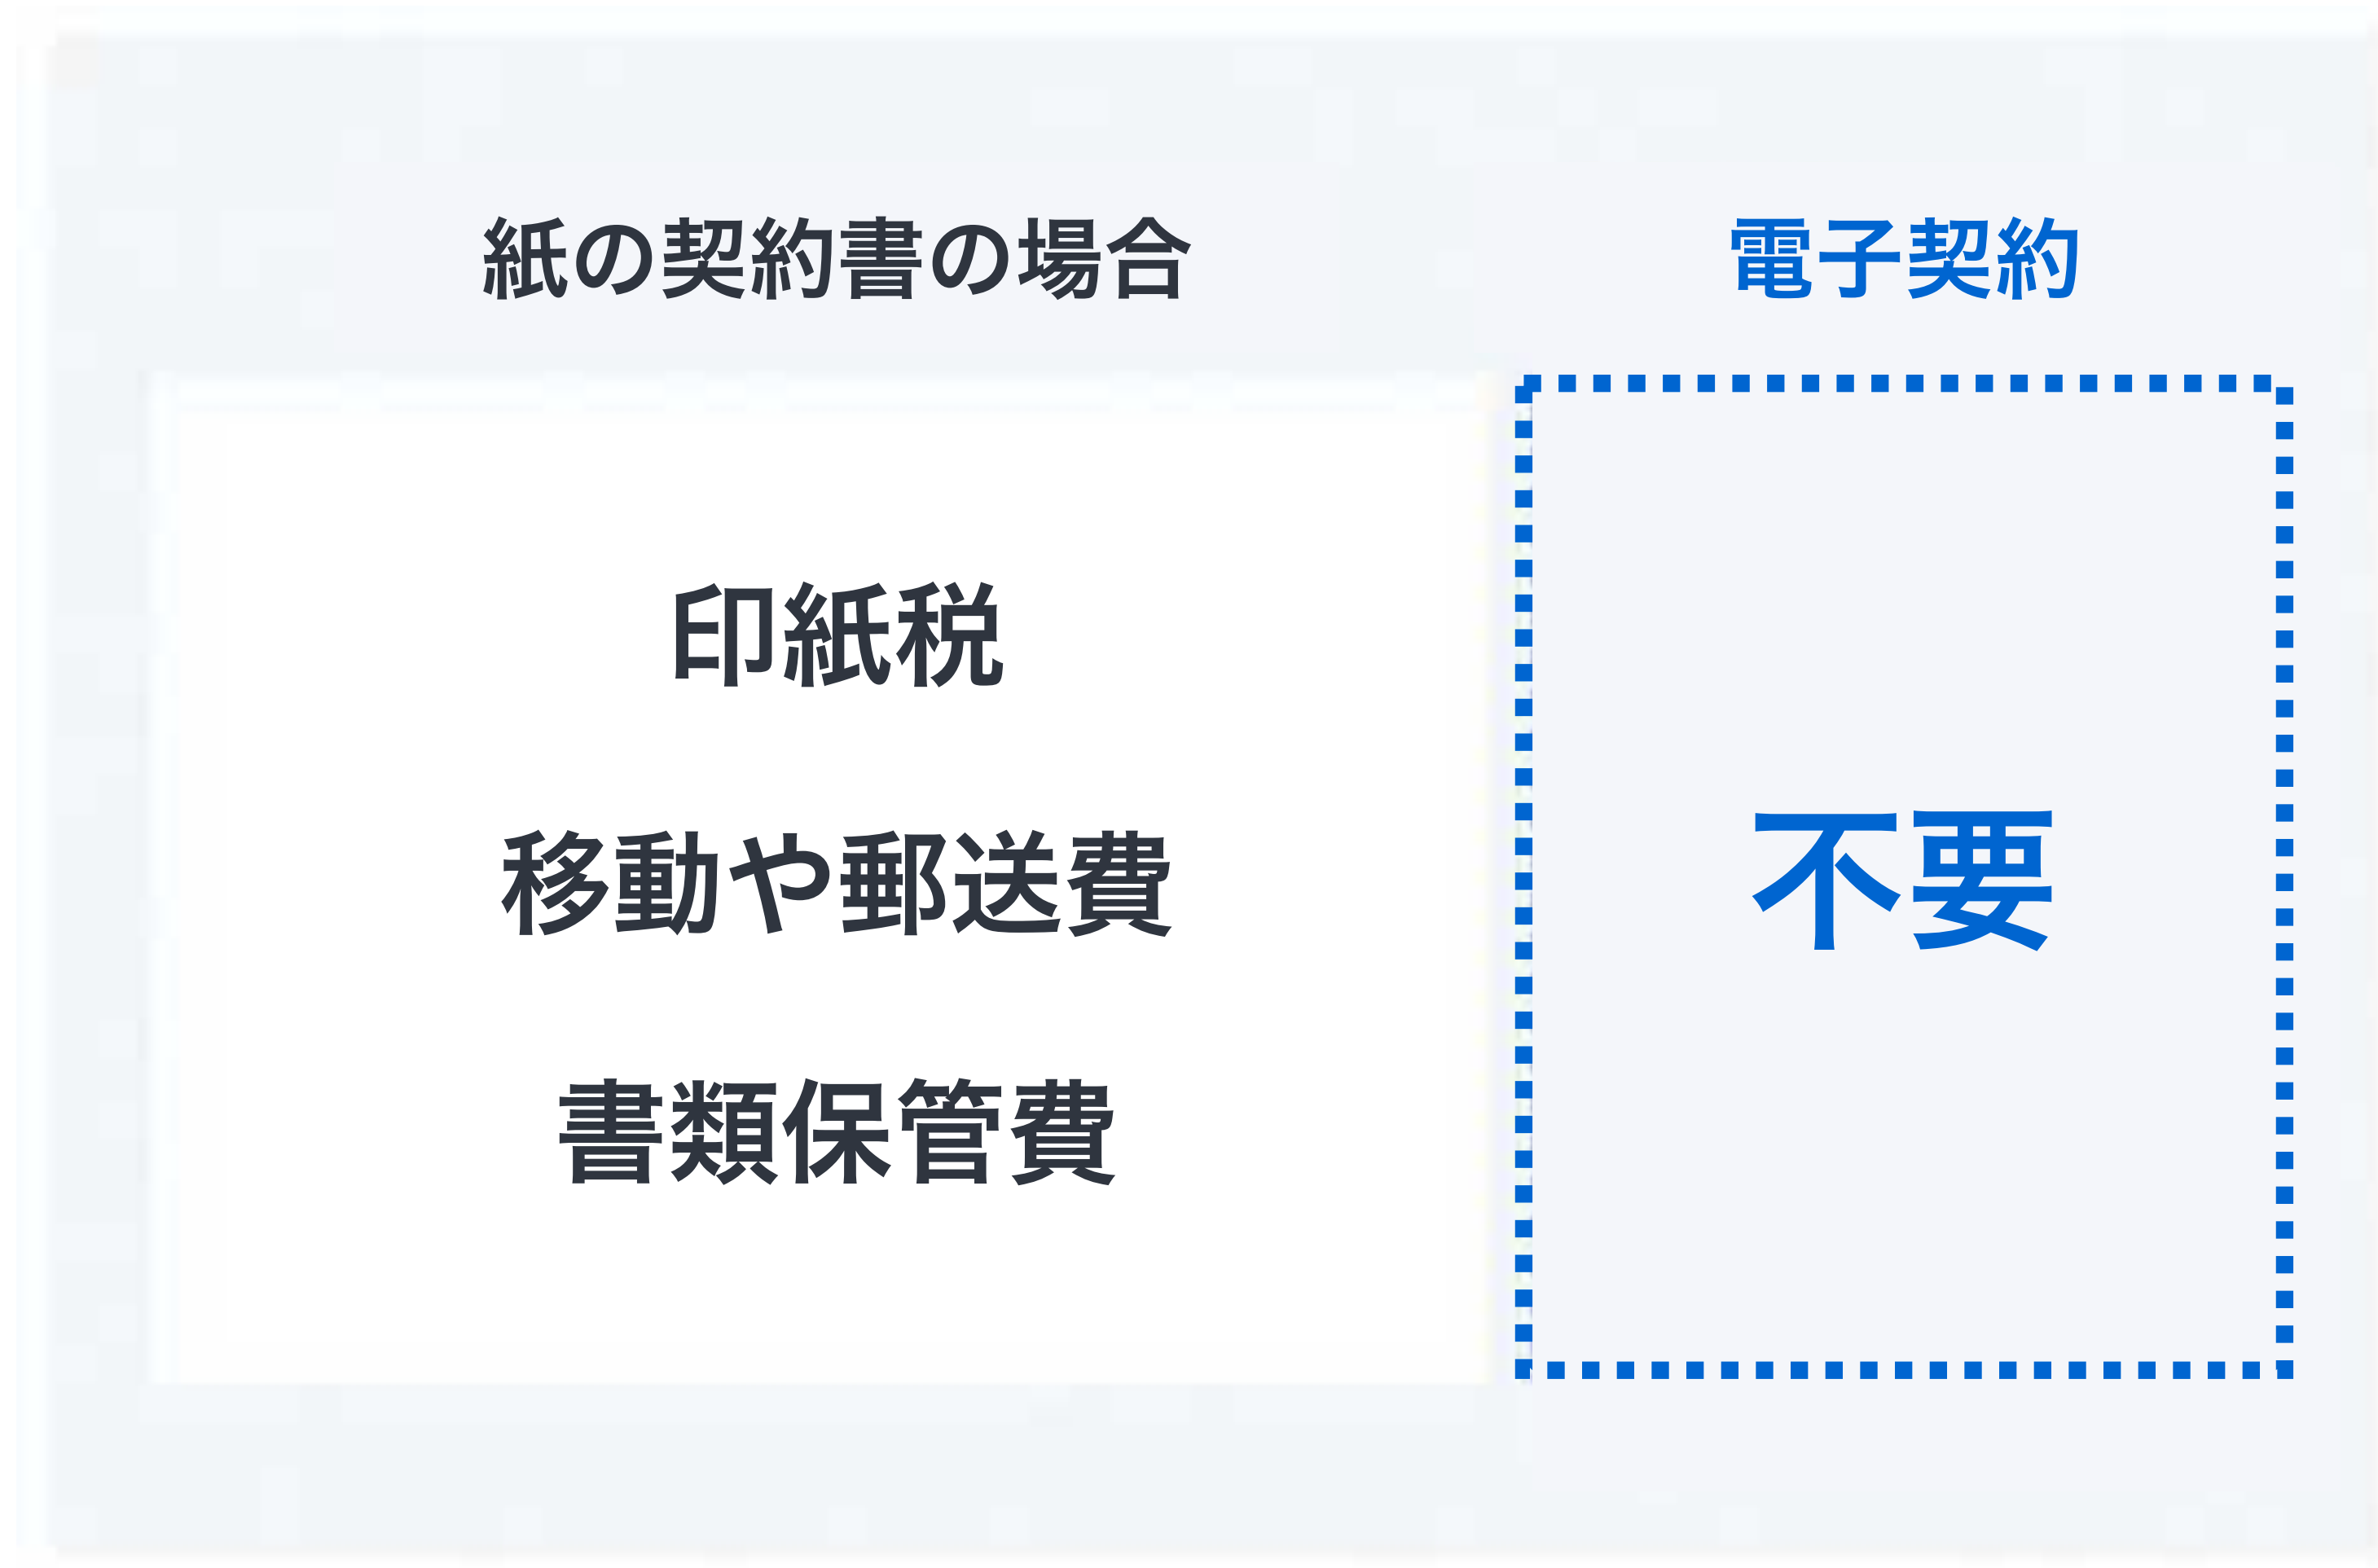 紙の契約書の場合
電子契約
印紙税
移動や郵送費
書類保管費
不要